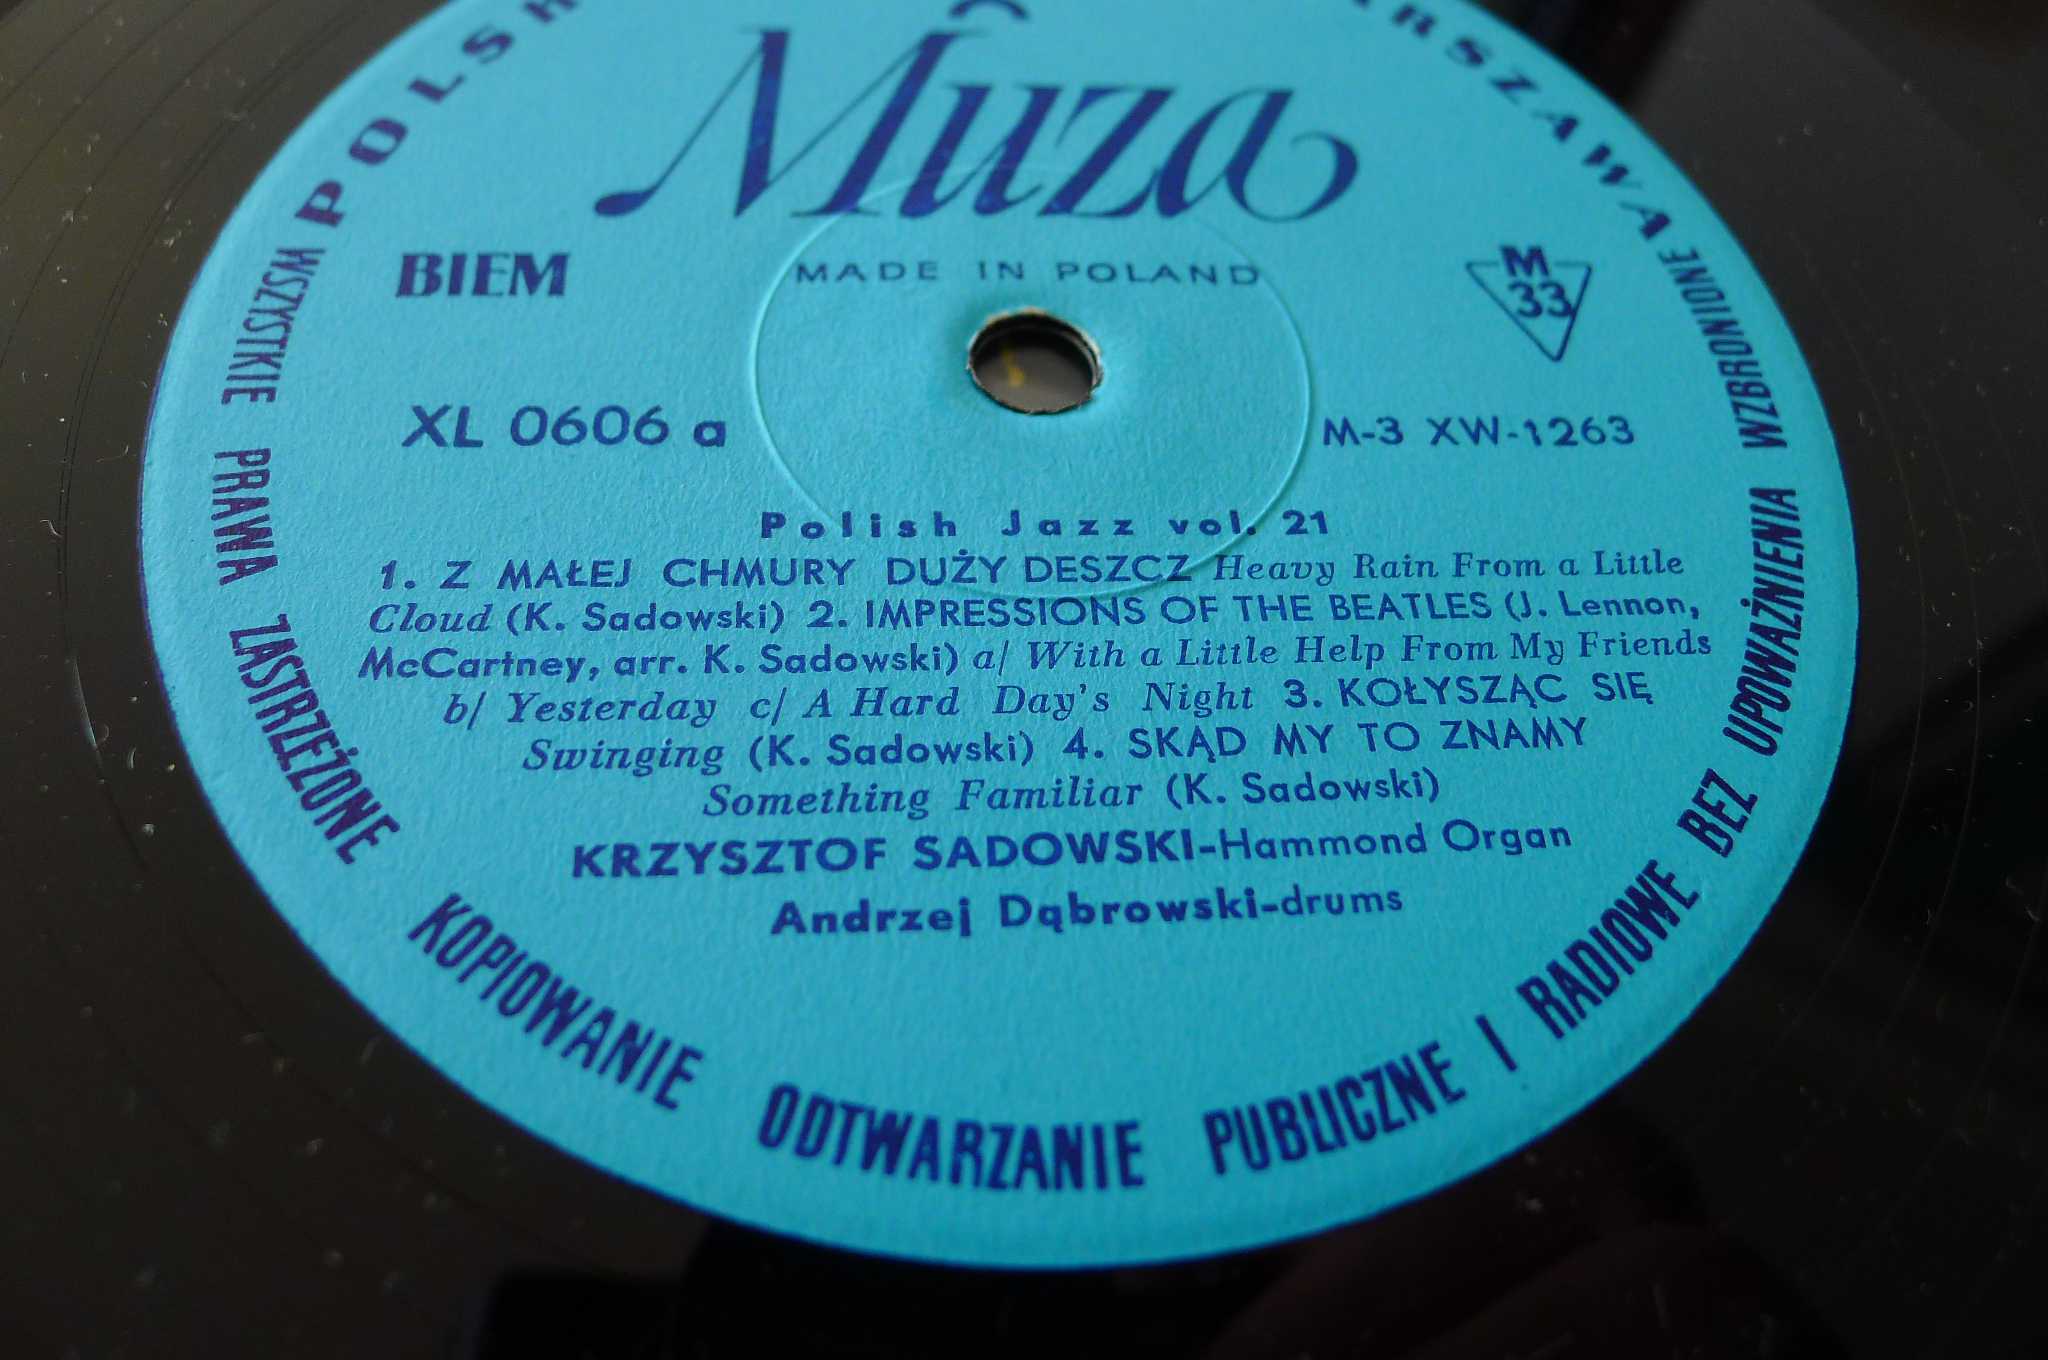 Muza
BIEM
MADE IN POLAND
M
33
XL 0606 a
M-3 XW-1263
Polish Jazz vol. 21
1. Z MAŁEJ CHMURY DUŻY DESZCZ Heavy Rain From a Little
Cloud (K. Sadowski) 2. IMPRESSIONS OF THE BEATLES (J. Lennon,
McCartney, arr. K. Sadowski) a/ With a Little Help From My Friends
b/ Yesterday c/ A Hard Day's Night 3. KOŁYSZĄC SIĘ
Swinging (K. Sadowski) 4. SKĄD MY TO ZNAMY
Something Familiar (K. Sadowski)
KRZYSZTOF SADOWSKI-Hammond Organ
Andrzej Dąbrowski-drums
WSZYSTKIE PRAWA ZASTRZEŻONE KOPIOWANIE ODTWARZANIE PUBLICZNE I RADIOWE BEZ UPOWAŻNIENIA WZBRONIONE